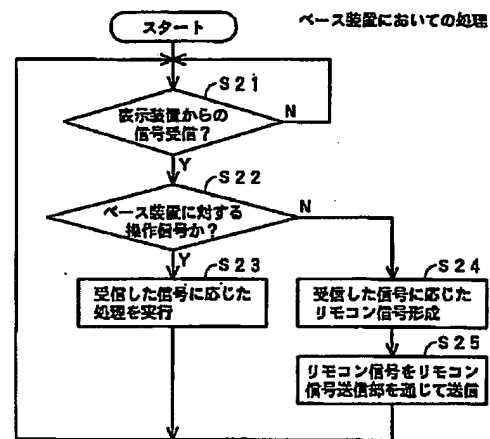 ベース装置においての処理
スタート
S21
表示装置からの
信号受信?
N
Y
S22
ベース装置に対する
操作信号か?
N
Y
S23
受信した信号に応じた
処理を実行
S24
受信した信号に応じた
リモコン信号形成
S25
リモコン信号をリモコン
信号送信部を通じて送信